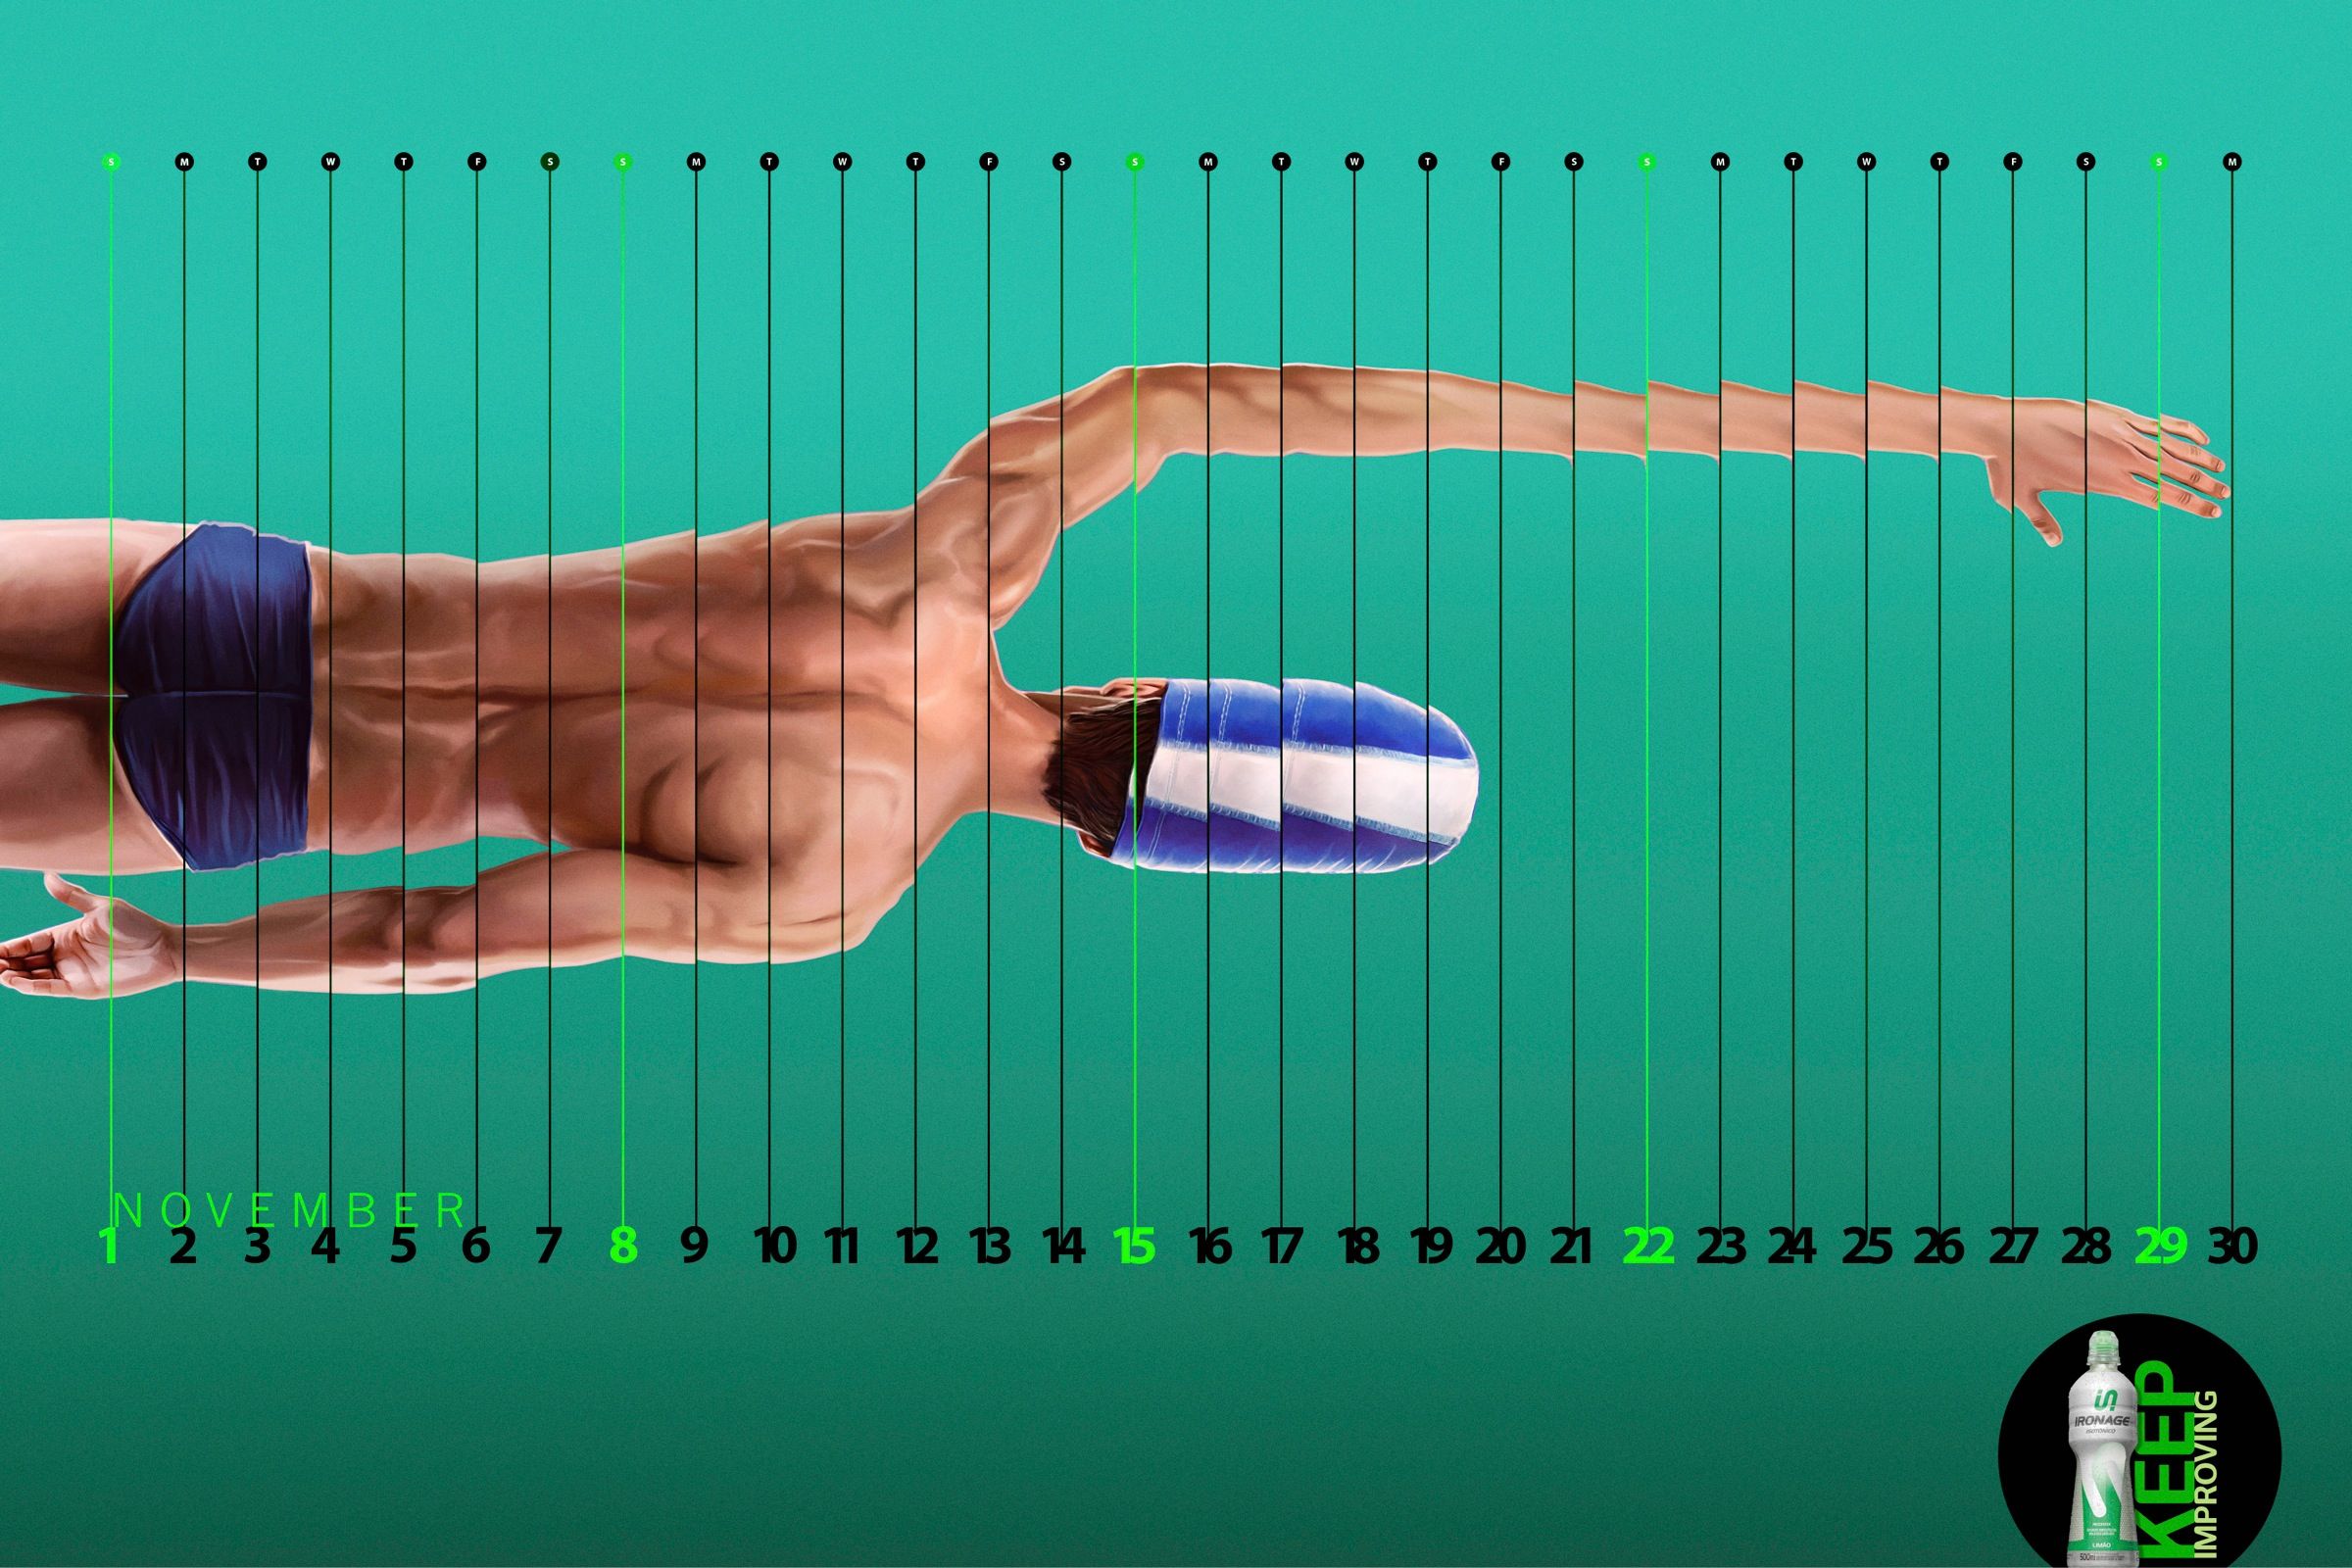 S M T W T F S S M T W T F S S M T W T F S S M T W T F S S M
NOVEMBER
1 2 3 4 5 6 7 8 9 10 11 12 13 14 15 16 17 18 19 20 21 22 23 24 25 26 27 28 29 30
KEEP
IMPROVING
IRONAGE
ISOTÔNICO
LIMÃO
500ml